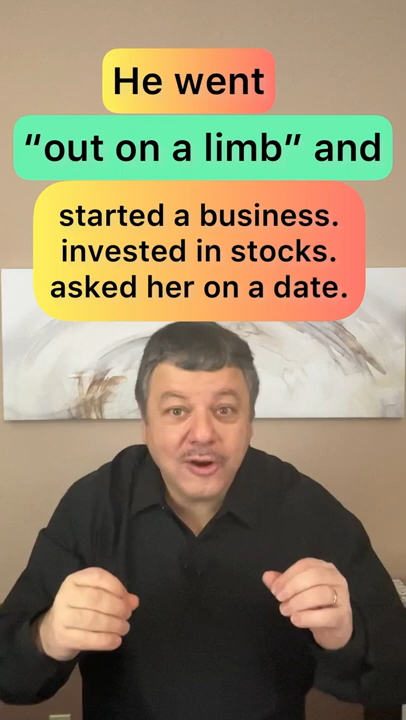 He went
“out on a limb” and
started a business.
invested in stocks.
asked her on a date.